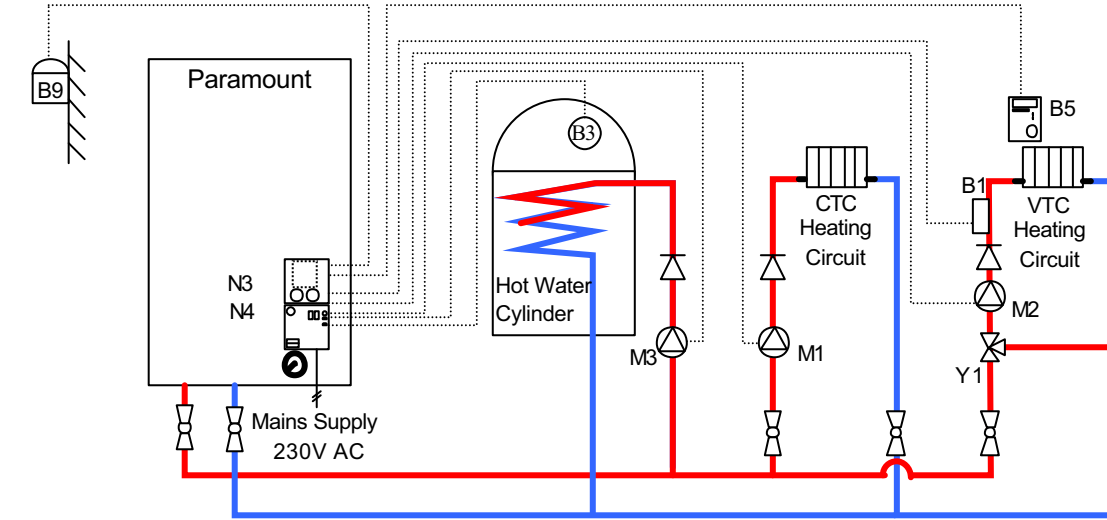 Paramount
B9
B3
B5
B1
CTC
Heating
Circuit
VTC
Heating
Circuit
N3
N4
Hot Water
Cylinder
M2
M3
M1
Y1
Mains Supply
230V AC